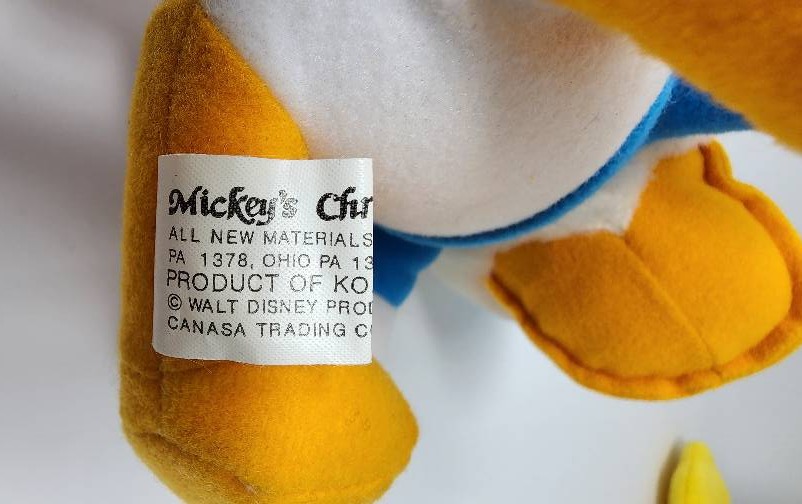 Mickey's Chr
ALL NEW MATERIALS
PA 1378, OHIO PA 13
PRODUCT OF KO
© WALT DISNEY PROD
CANASA TRADING CO